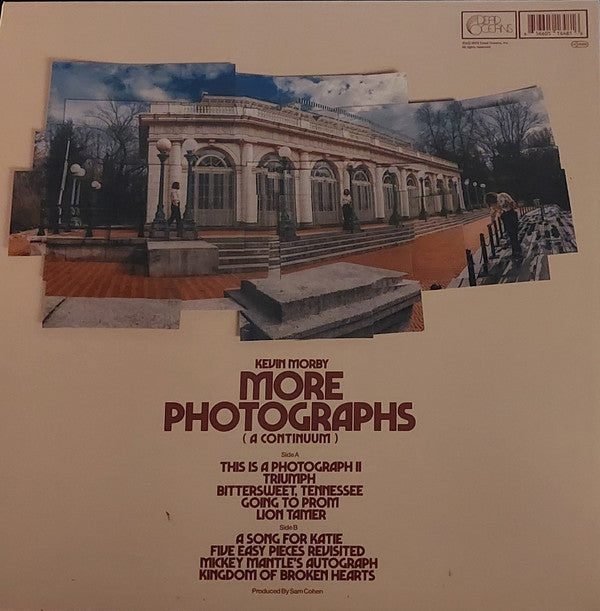 DEAD
OCEANS
KEVIN MORBY
MORE
PHOTOGRAPHS
( A CONTINUUM )
Side A
THIS IS A PHOTOGRAPH II
TRIUMPH
BITTERSWEET, TENNESSEE
GOING TO PROM
LION TAMER
Side B
A SONG FOR KATIE
FIVE EASY PIECES REVISITED
MICKEY MANTLE'S AUTOGRAPH
KINGDOM OF BROKEN HEARTS
Produced By Sam Cohen